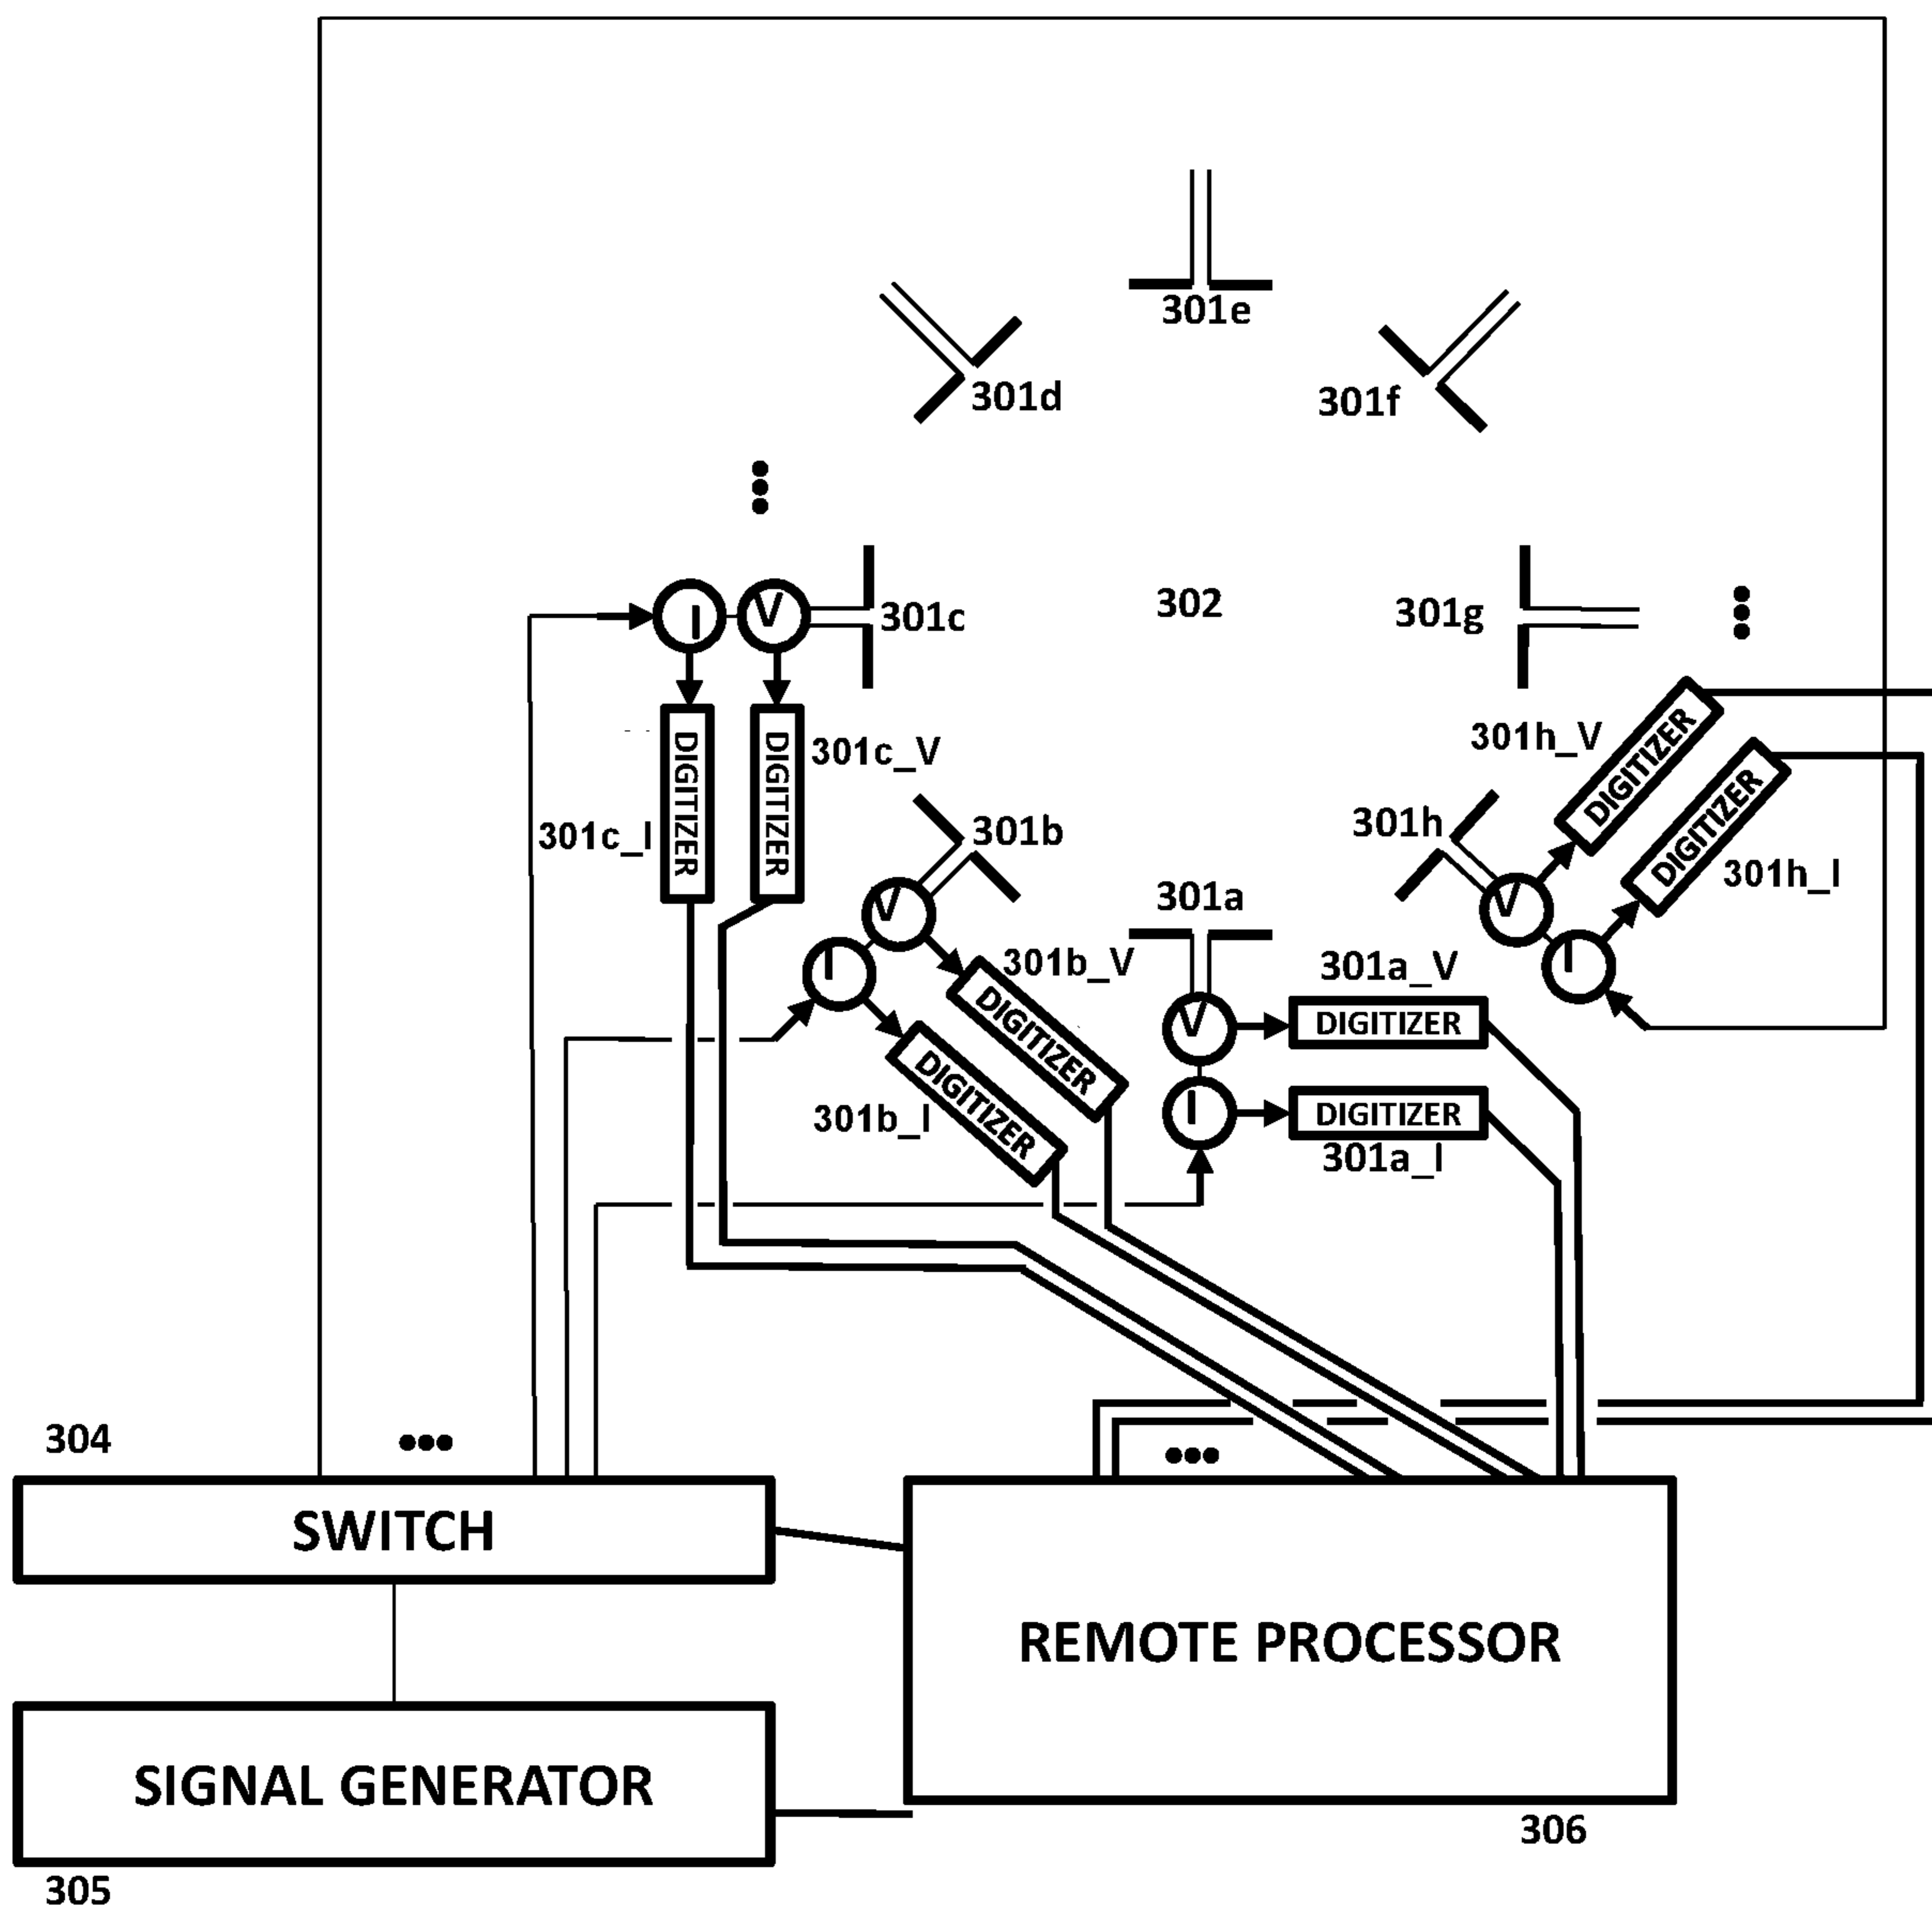 301e
301d
301f
302
301c
301g
I
V
301c_V
301h_V
DIGITIZER
DIGITIZER
DIGITIZER
DIGITIZER
301c_I
301b
301h
301h_I
301a
V
V
I
I
301b_V
301a_V
DIGITIZER
DIGITIZER
V
DIGITIZER
I
DIGITIZER
301b_I
301a_I
304
SWITCH
REMOTE PROCESSOR
SIGNAL GENERATOR
306
305